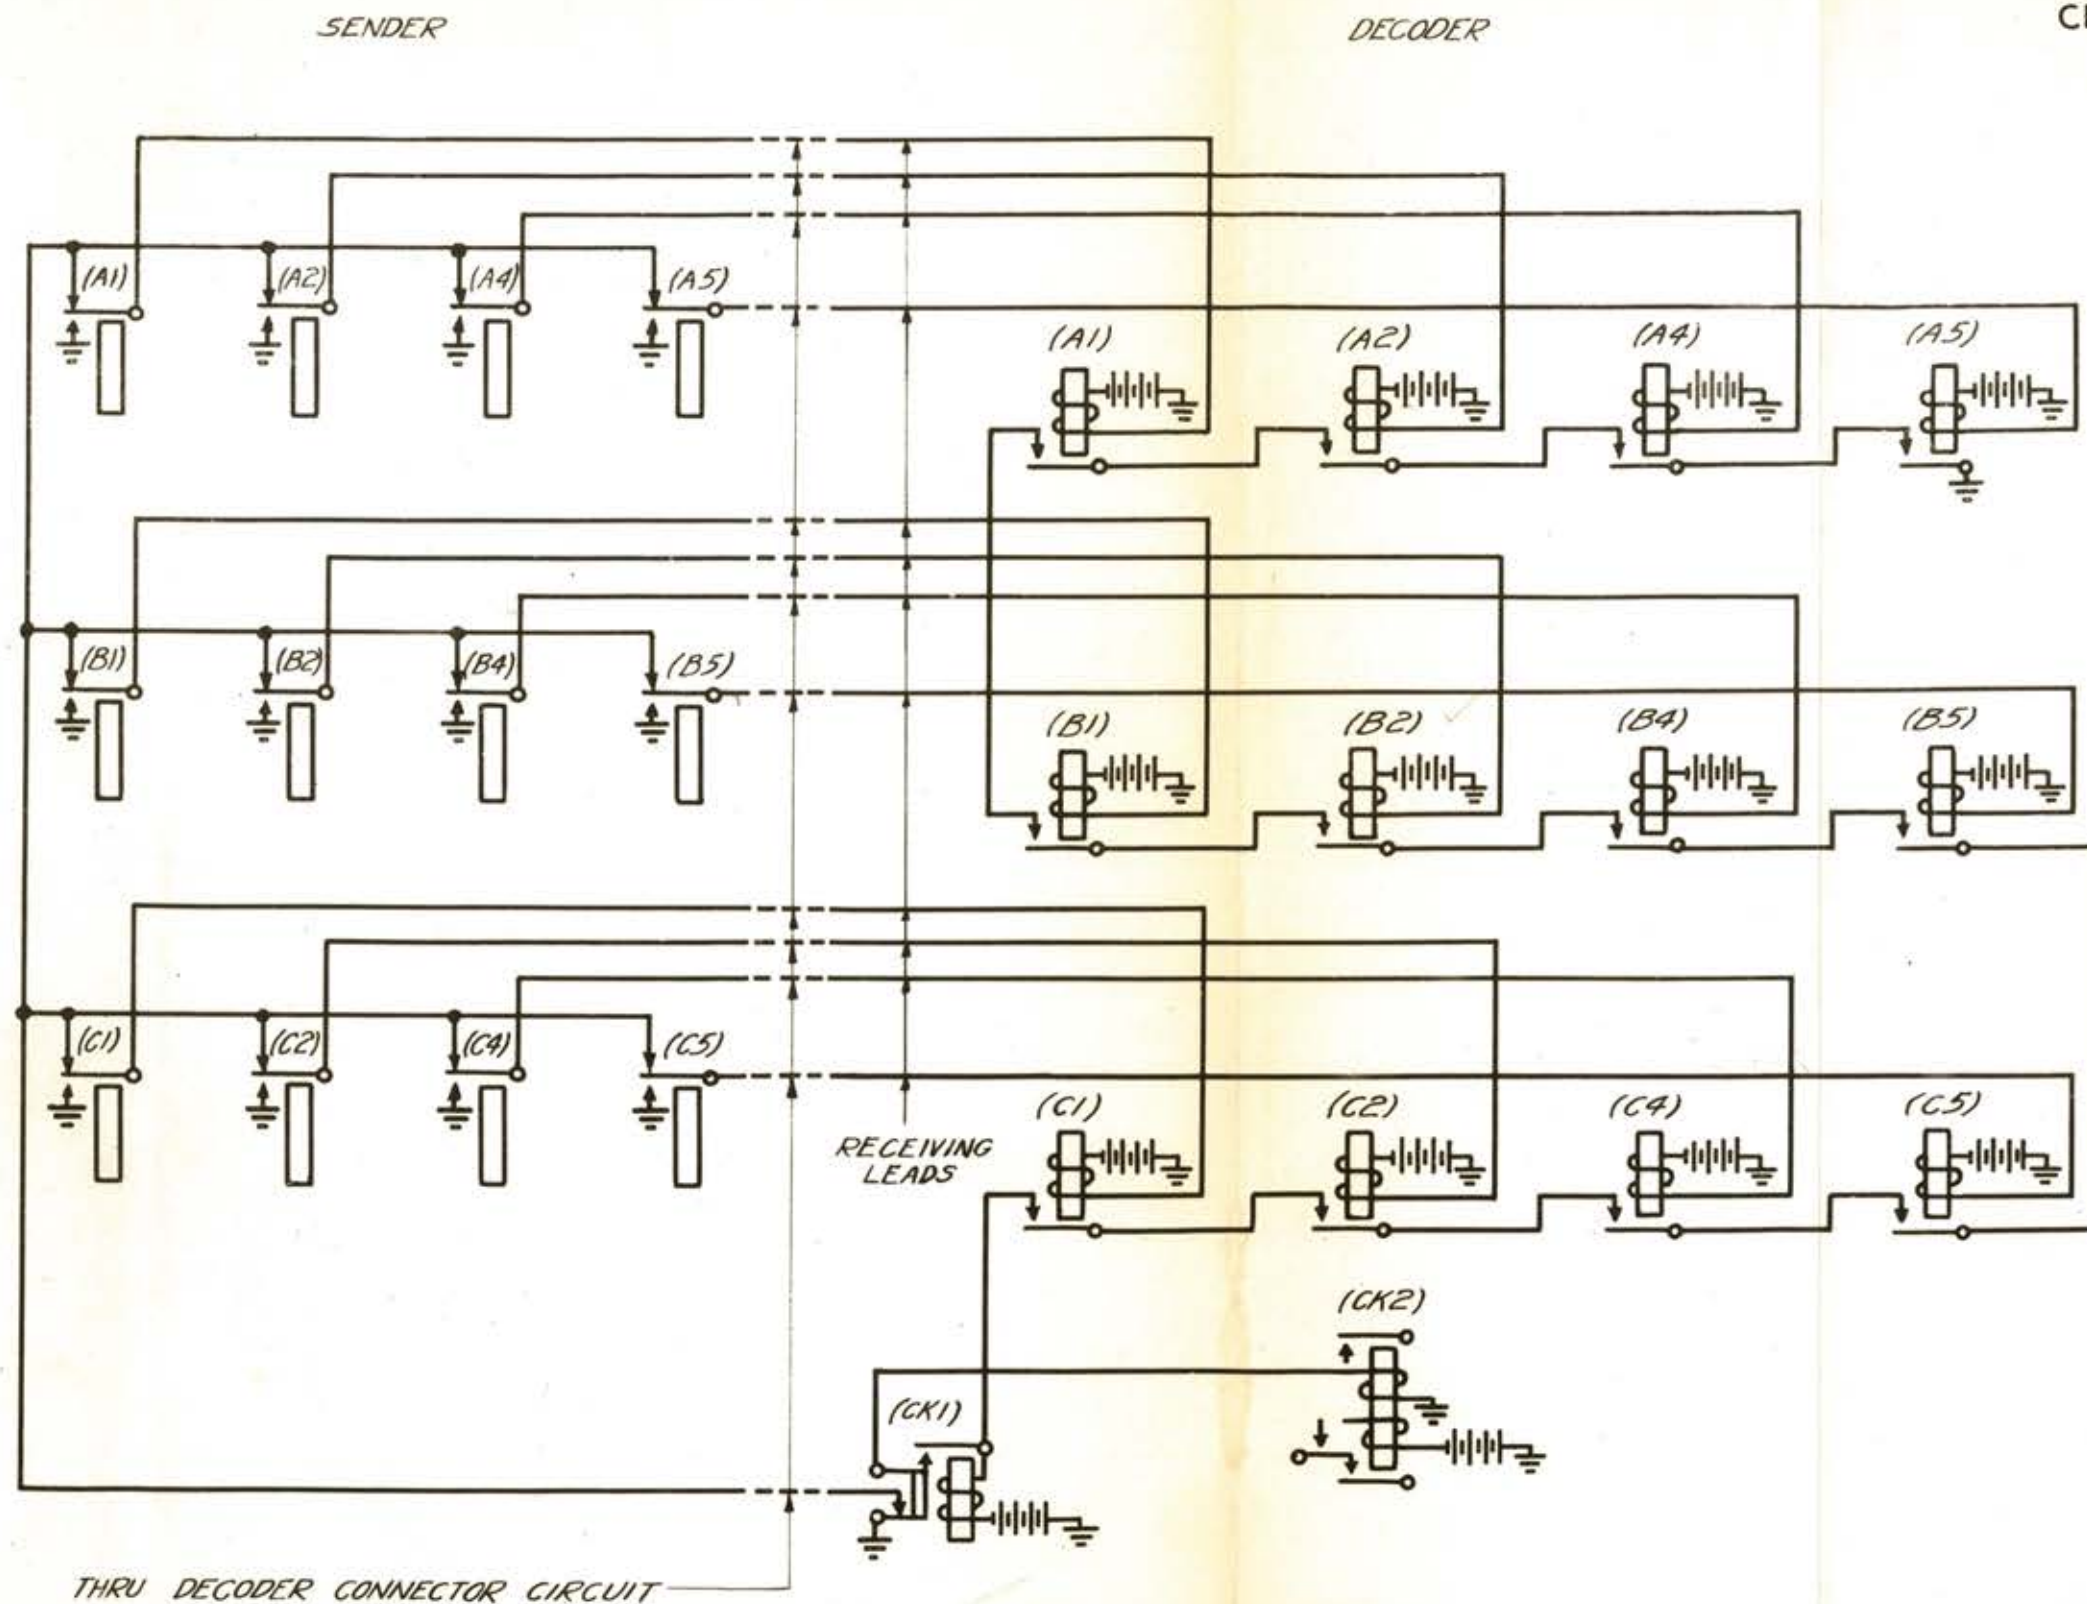 SENDER
DECODER
(A1)
(A2)
(A4)
(A5)
(A1)
(A2)
(A4)
(A5)
(B1)
(B2)
(B4)
(B5)
(B1)
(B2)
(B4)
(B5)
(C1)
(C2)
(C4)
(C5)
RECEIVING
LEADS
(C1)
(C2)
(C4)
(C5)
(CK2)
(CK1)
THRU DECODER CONNECTOR CIRCUIT